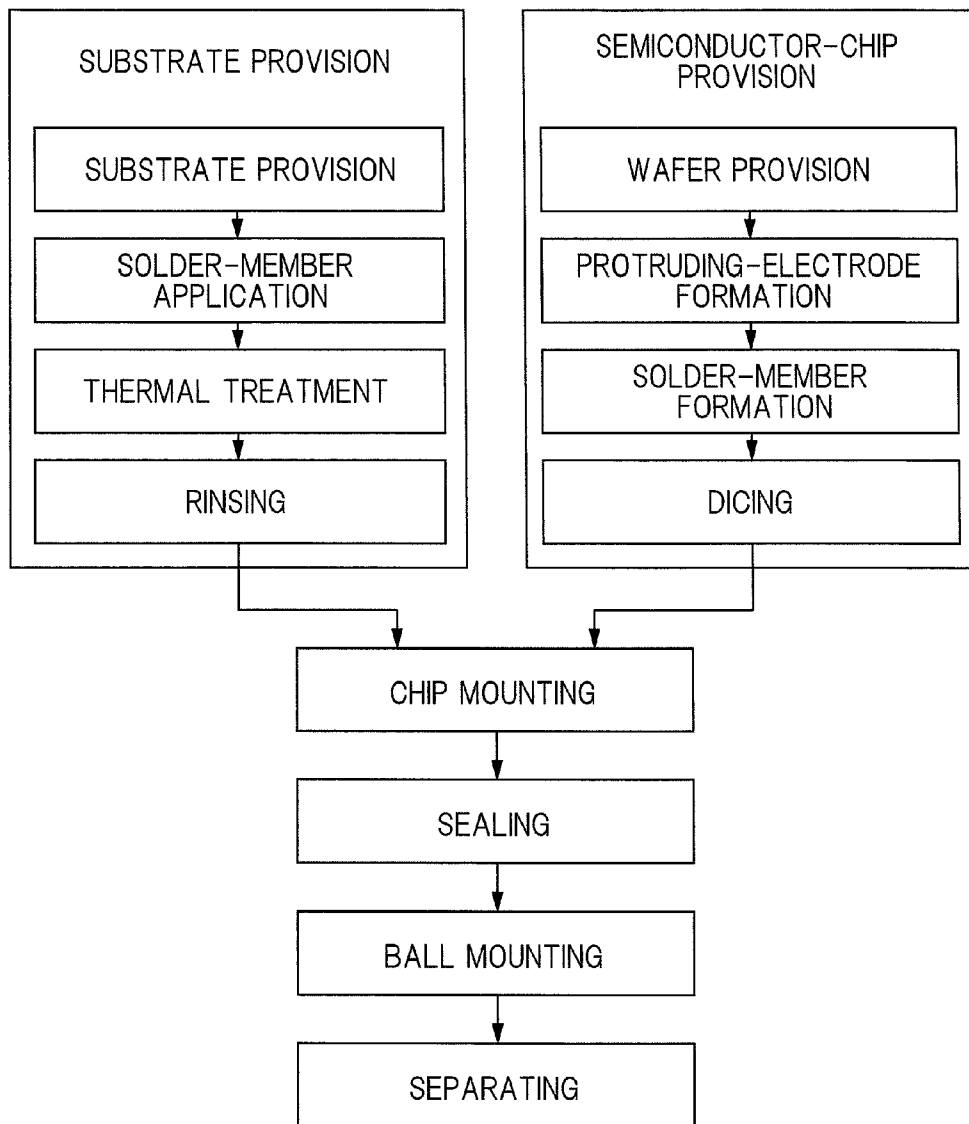 SUBSTRATE PROVISION
SUBSTRATE PROVISION
SOLDER-MEMBER
APPLICATION
THERMAL TREATMENT
RINSING
SEMICONDUCTOR-CHIP
PROVISION
WAFER PROVISION
PROTRUDING-ELECTRODE
FORMATION
SOLDER-MEMBER
FORMATION
DICING
CHIP MOUNTING
SEALING
BALL MOUNTING
SEPARATING